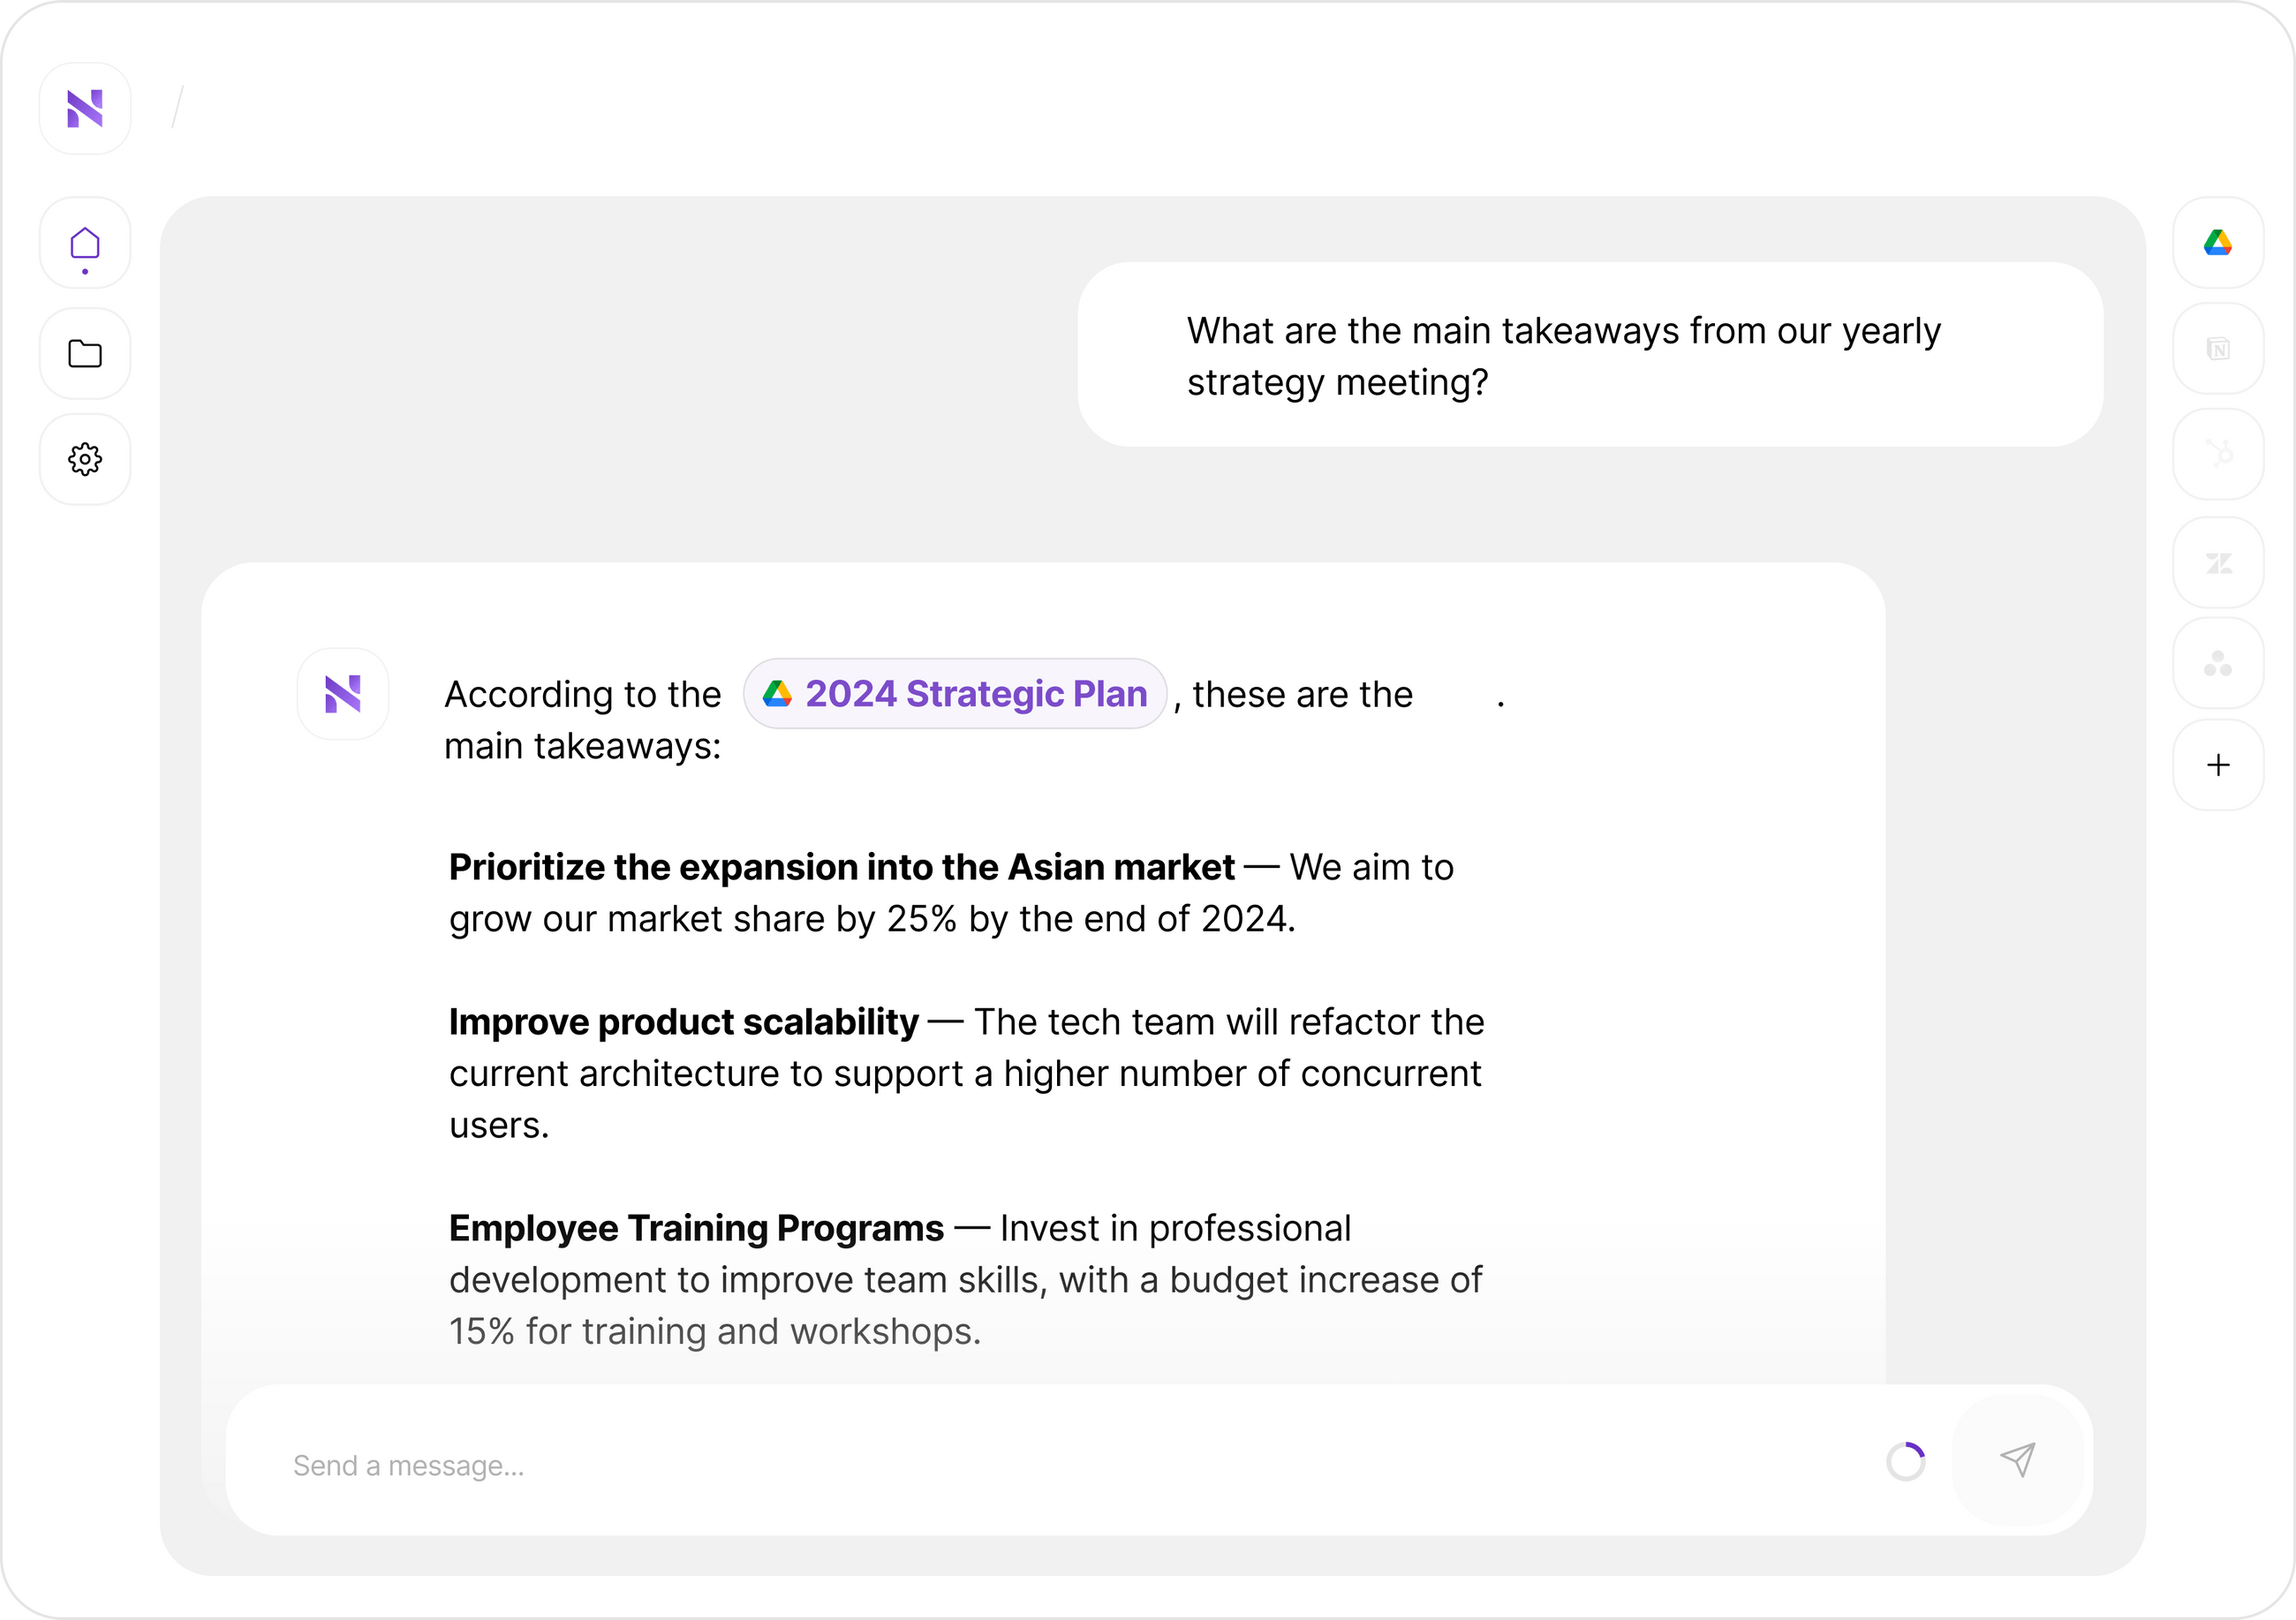 What are the main takeaways from our yearly
strategy meeting?
According to the 2024 Strategic Plan, these are the .
main takeaways:
Prioritize the expansion into the Asian market — We aim to
grow our market share by 25% by the end of 2024.
Improve product scalability — The tech team will refactor the
current architecture to support a higher number of concurrent
users.
Employee Training Programs — Invest in professional
development to improve team skills, with a budget increase of
15% for training and workshops.
Send a message...